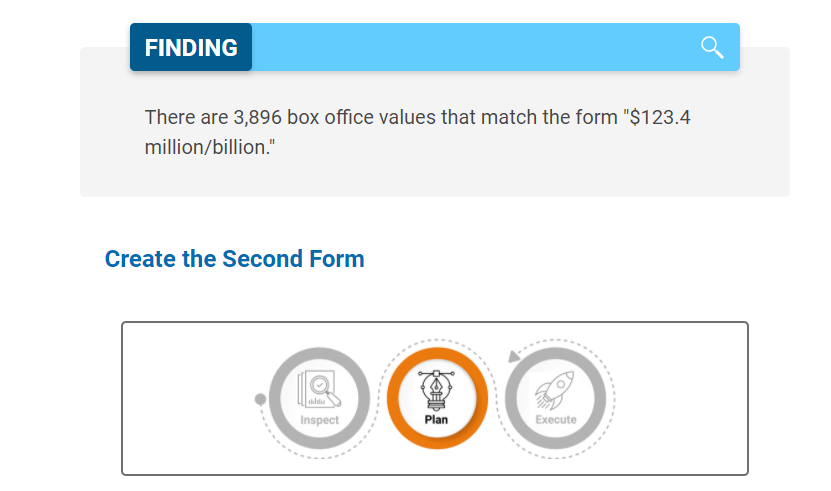 FINDING
There are 3,896 box office values that match the form "$123.4
million/billion."
Create the Second Form
Inspect
Plan
Execute